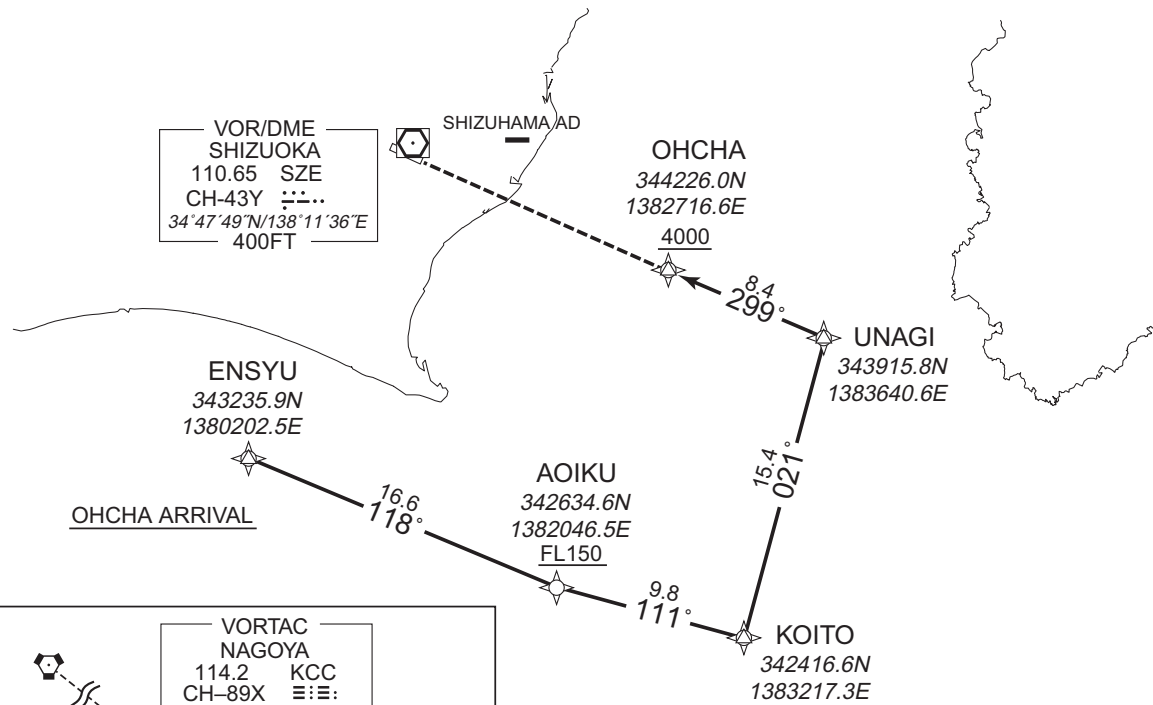 VOR/DME
SHIZUOKA
110.65 SZE
CH-43Y
34°47´49˝N/138°11´36˝E
400FT
SHIZUHAMA AD
OHCHA
344226.0N
1382716.6E
4000
8.4
299°
UNAGI
343915.8N
1383640.6E
ENSYU
343235.9N
1380202.5E
15.4
021°
AOIKU
342634.6N
1382046.5E
FL150
16.6
118°
OHCHA ARRIVAL
9.8
111°
KOITO
342416.6N
1383217.3E
VORTAC
NAGOYA
114.2 KCC
CH–89X